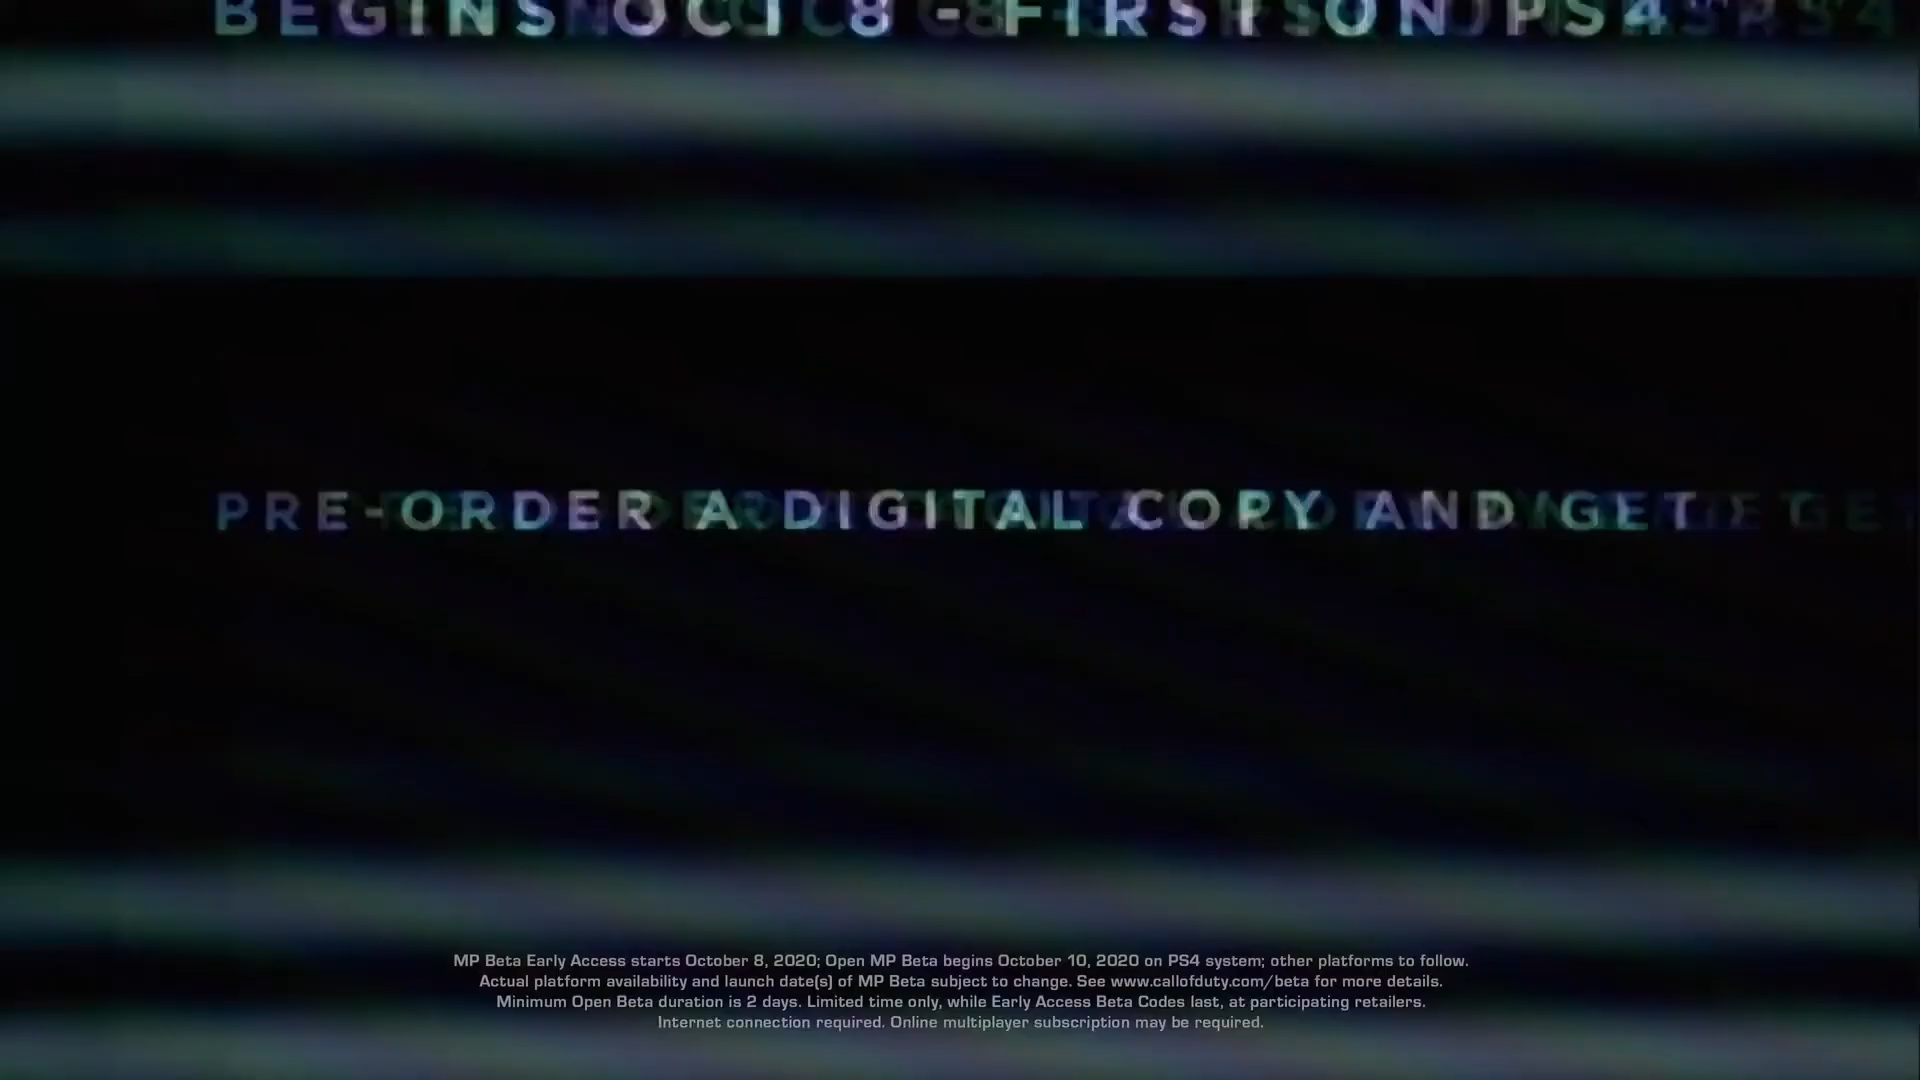 BEGINS OCT 8 - FIRST ON PS4
PRE-ORDER A DIGITAL COPY AND GET
MP Beta Early Access starts October 8, 2020; Open MP Beta begins October 10, 2020 on PS4 system; other platforms to follow.
Actual platform availability and launch date(s) of MP Beta subject to change. See www.callofduty.com/beta for more details.
Minimum Open Beta duration is 2 days. Limited time only, while Early Access Beta Codes last, at participating retailers.
Internet connection required. Online multiplayer subscription may be required.